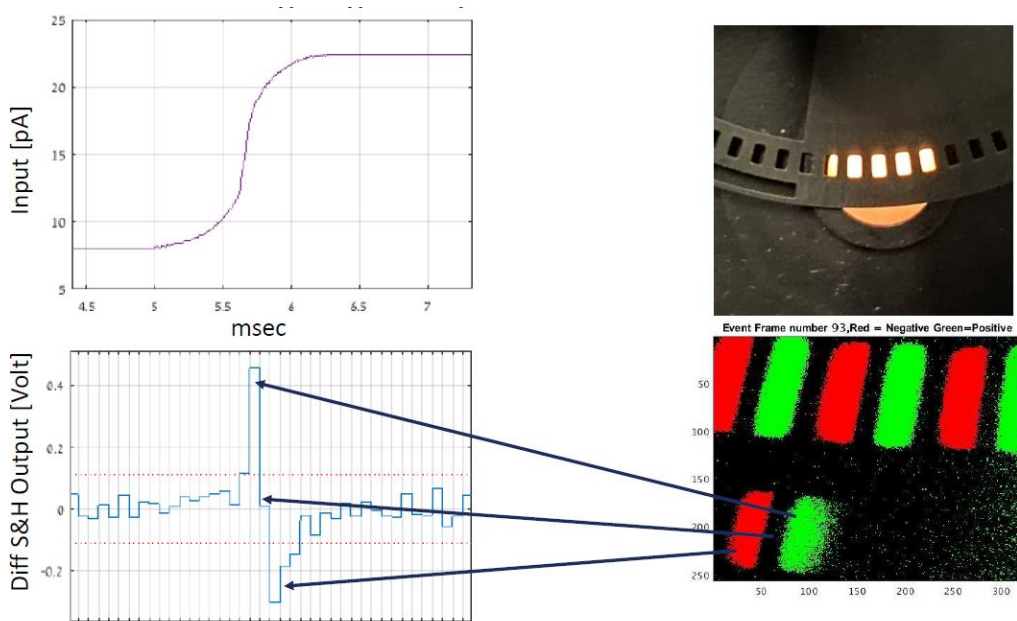 25
20
15
10
5
Input [pA]
4.5 5 5.5 6 6.5 7
msec
0.4
0.2
0
-0.2
Diff S&H Output [Volt]
Event Frame number 93,Red = Negative Green=Positive
50
100
150
200
250
50 100 150 200 250 300